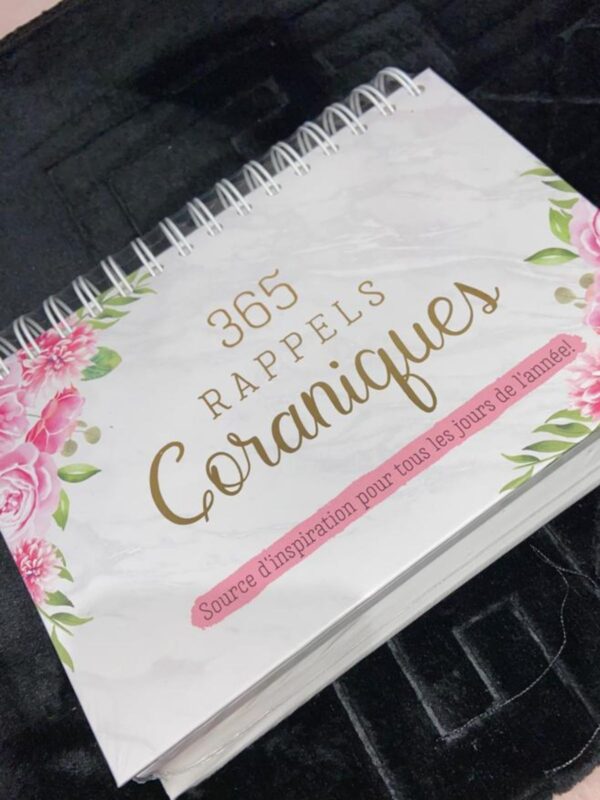 365
RAPPELS
Coraniques
Source d'inspiration pour tous les jours de l'année!